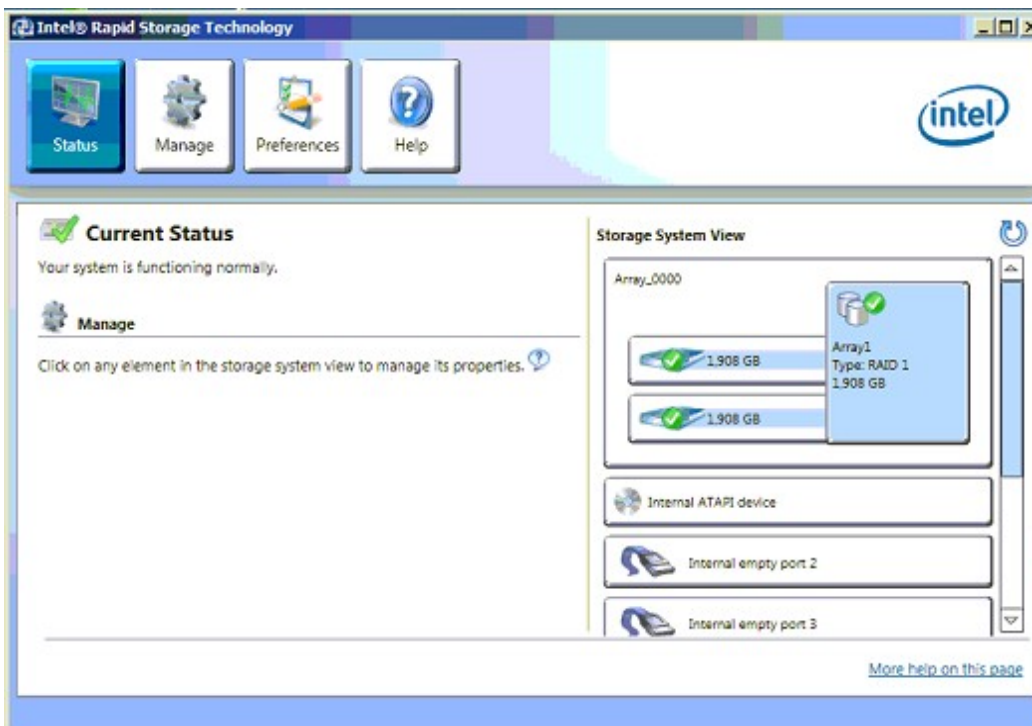 Intel® Rapid Storage Technology
Status
Manage
Preferences
Help
intel
Current Status
Your system is functioning normally.
Manage
Click on any element in the storage system view to manage its properties.
Storage System View
Array_0000
1,908 GB
1,908 GB
Array1
Type: RAID 1
1,908 GB
Internal ATAPI device
Internal empty port 2
Internal empty port 3
More help on this page